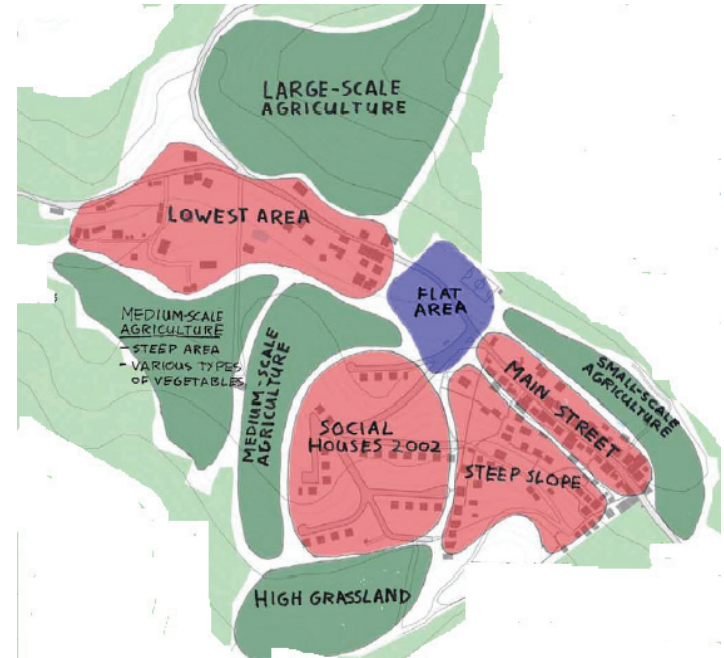 LARGE-SCALE
AGRICULTURE
LOWEST AREA
FLAT
AREA
MEDIUM-SCALE
AGRICULTURE
- STEEP AREA
- VARIOUS TYPES
OF VEGETABLES
MEDIUM-SCALE
AGRICULTURE
SMALL-SCALE
AGRICULTURE
MAIN STREET
SOCIAL
HOUSES 2002
STEEP SLOPE
HIGH GRASSLAND